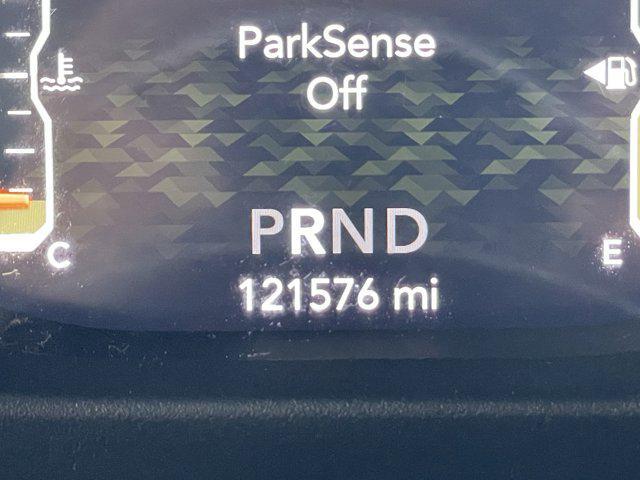 ParkSense
Off
PRND
C
E
121576 mi